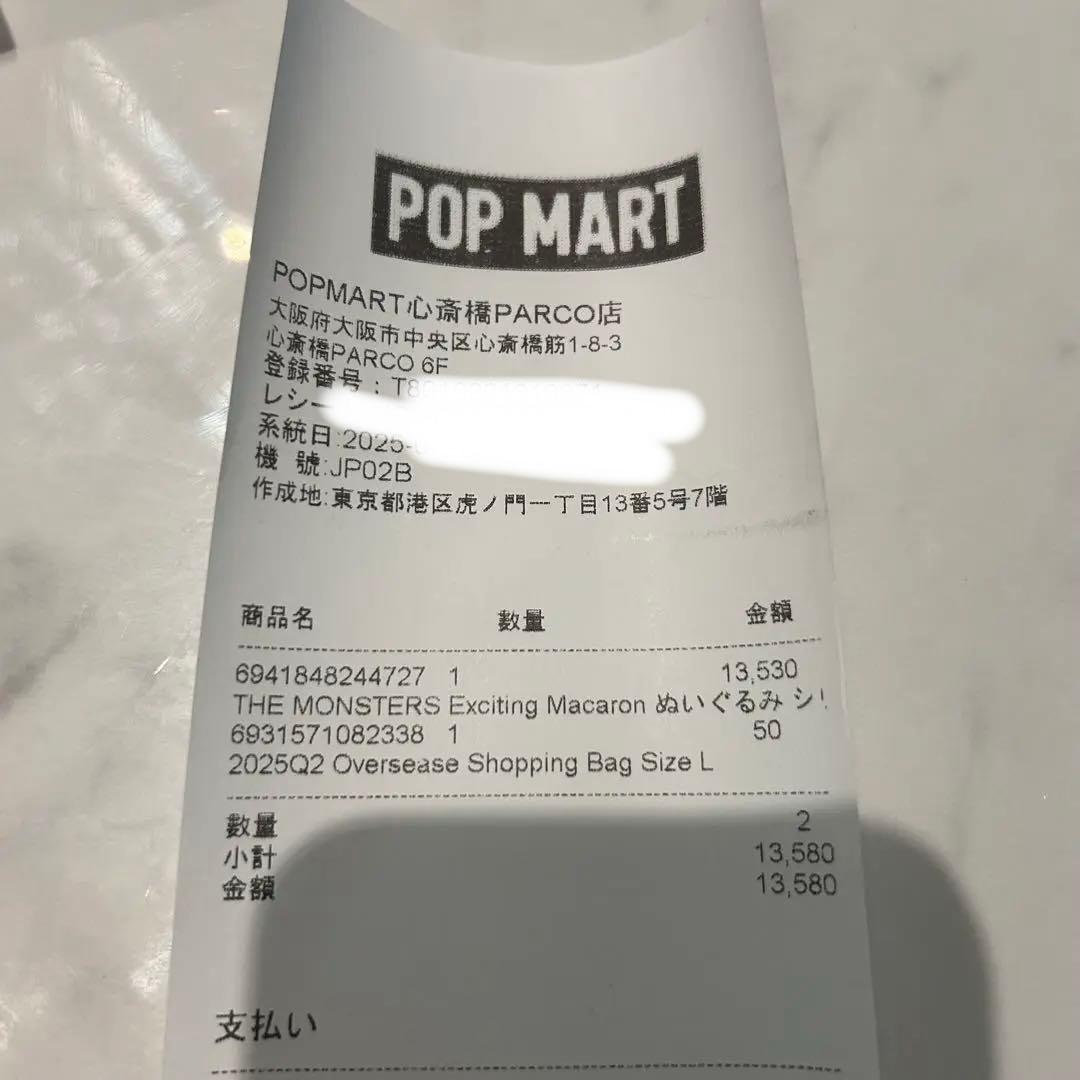 POP MART
POPMART心斎橋PARCO店
大阪府大阪市中央区心斎橋筋1-8-3
心斎橋PARCO 6F
登録番号：T8
レシ
系統日:2025-
機 號:JP02B
作成地:東京都港区虎ノ門一丁目13番5号7階
商品名 數量 金額
6941848244727 1 13,530
THE MONSTERS Exciting Macaron ぬいぐるみ シリ
6931571082338 1 50
2025Q2 Oversease Shopping Bag Size L
數量 2
小計 13,580
金額 13,580
支払い